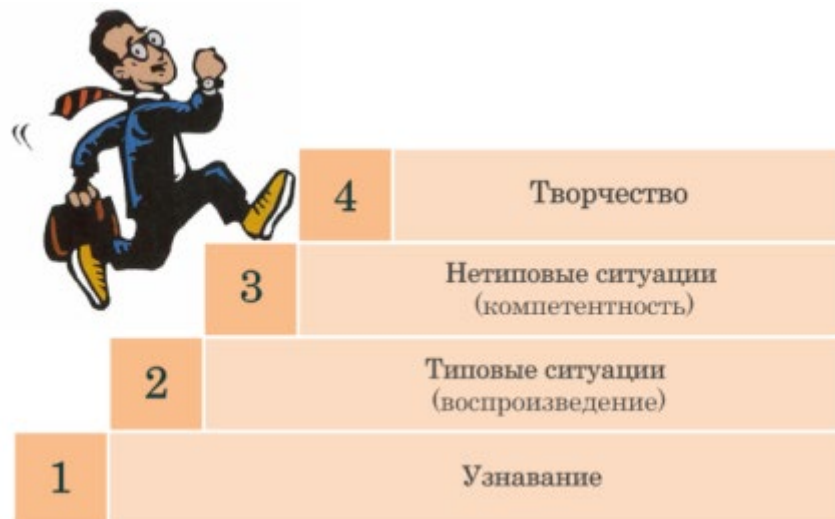 4 Творчество
3 Нетиповые ситуации
(компетентность)
2 Типовые ситуации
(воспроизведение)
1 Узнавание